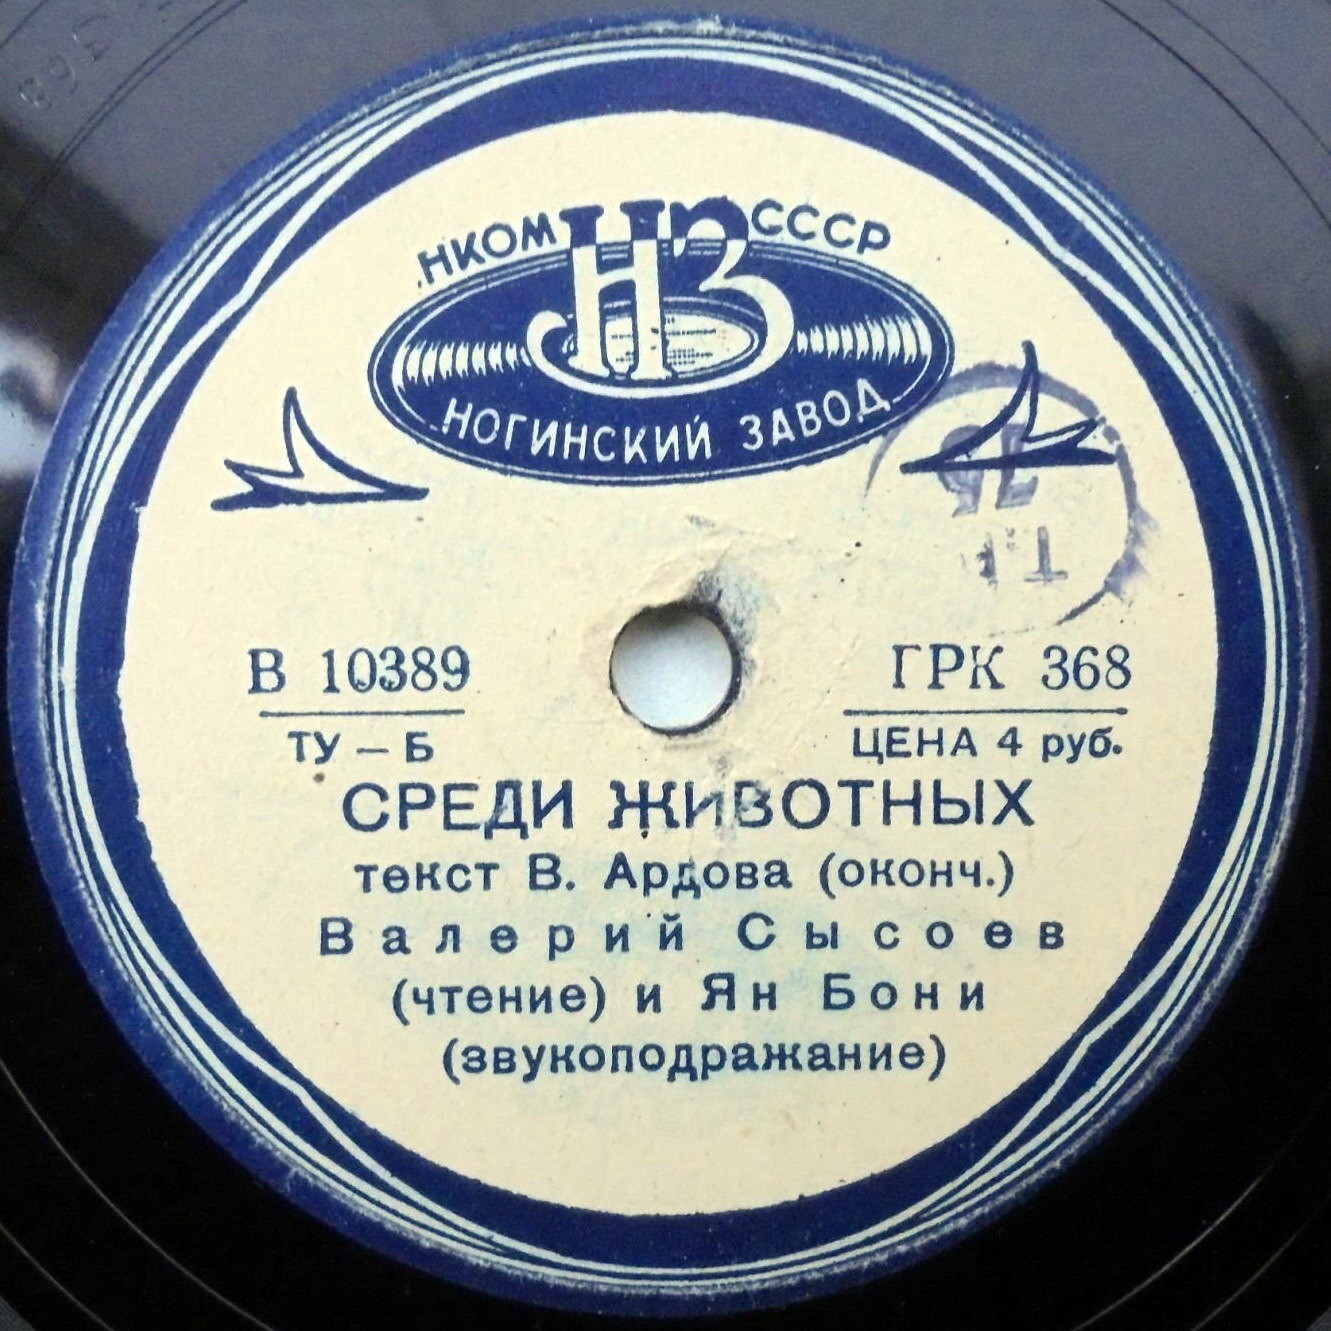 НКОМ НЗ СССР
НОГИНСКИЙ ЗАВОД
В 10389 ГРК 368
ТУ – Б ЦЕНА 4 руб.
СРЕДИ ЖИВОТНЫХ
текст В. Ардова (оконч.)
Валерий Сысоев
(чтение) и Ян Бони
(звукоподражание)